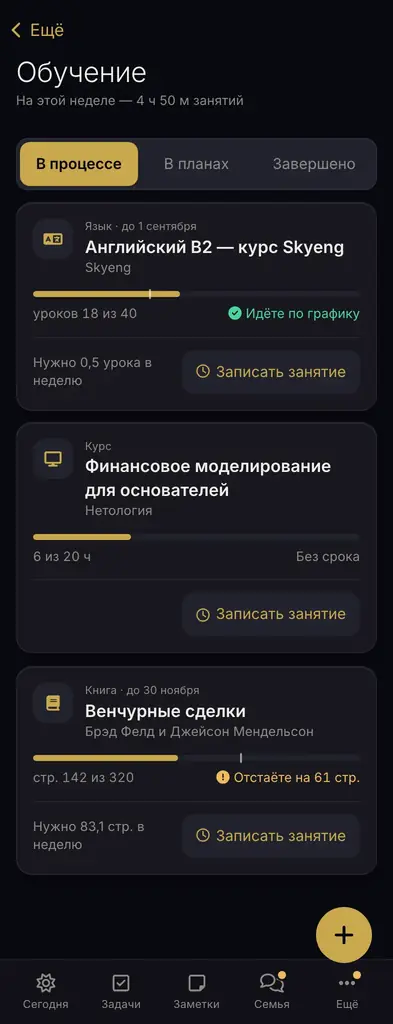 Ещё
Обучение
На этой неделе — 4 ч 50 м занятий
В процессе
В планах
Завершено
Язык · до 1 сентября
Английский B2 — курс Skyeng
Skyeng
уроков 18 из 40
Идёте по графику
Нужно 0,5 урока в
неделю
Записать занятие
Курс
Финансовое моделирование
для основателей
Нетология
6 из 20 ч
Без срока
Записать занятие
Книга · до 30 ноября
Венчурные сделки
Брэд Фелд и Джейсон Мендельсон
стр. 142 из 320
Отстаёте на 61 стр.
Нужно 83,1 стр. в
неделю
Записать занятие
Сегодня
Задачи
Заметки
Семья
Ещё